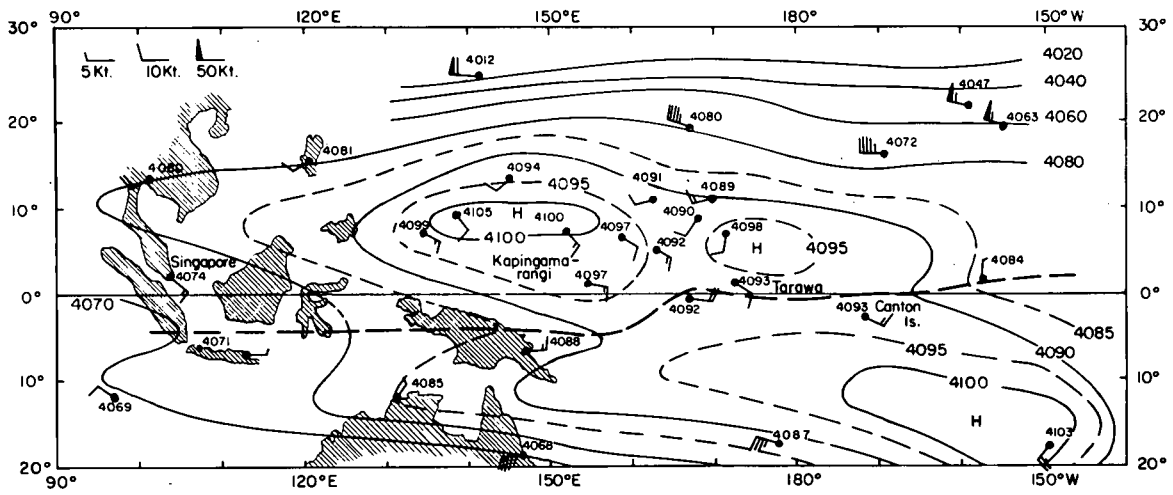 90° 120°E 150°E 180° 150°W
30° 30°
5 Kt. 10 Kt. 50 Kt.
4012 4020
4040
4047
4060
4063
20° 4080 20°
4072
4081 4080
4080
4094 4091 4089
4095
10° 4105 H 4100 4090 10°
4099 4100 4097 4098
4092 H 4095
Singapore Kapingama-
rangi
4074 4097 4093 Tarawa 4084
4070 0° 0°
4092 4093 Canton
Is. 4085
4071 4088 4095 4090
10° 4085 4100 10°
4069
H
4068 4087 4103
20° 20°
90° 120°E 150°E 180° 150°W